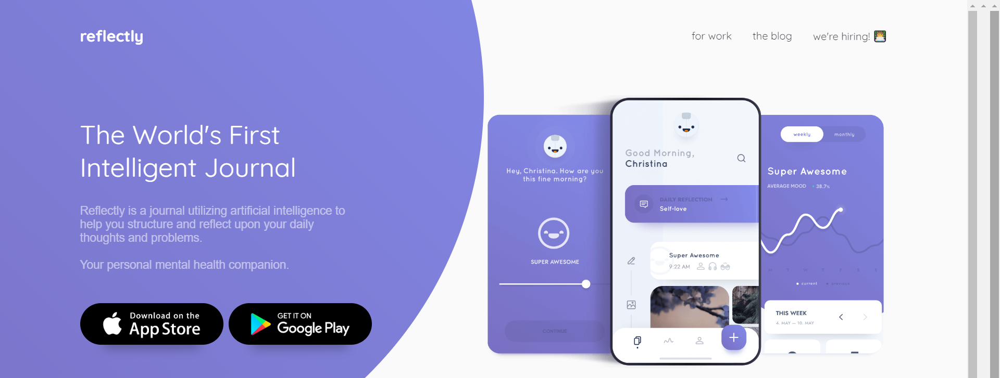 reflectly
for work
the blog
we're hiring!
The World's First
Intelligent Journal
Reflectly is a journal utilizing artificial intelligence to
help you structure and reflect upon your daily
thoughts and problems.
Your personal mental health companion.
Download on the
App Store
GET IT ON
Google Play
Hey, Christina. How are you
this fine morning?
SUPER AWESOME
CONTINUE
Good Morning,
Christina
DAILY REFLECTION
Self-love
Super Awesome
9:22 AM
weekly
monthly
Super Awesome
AVERAGE MOOD
38.7%
M T W T F S S
current
previous
THIS WEEK
4. MAY — 10. MAY